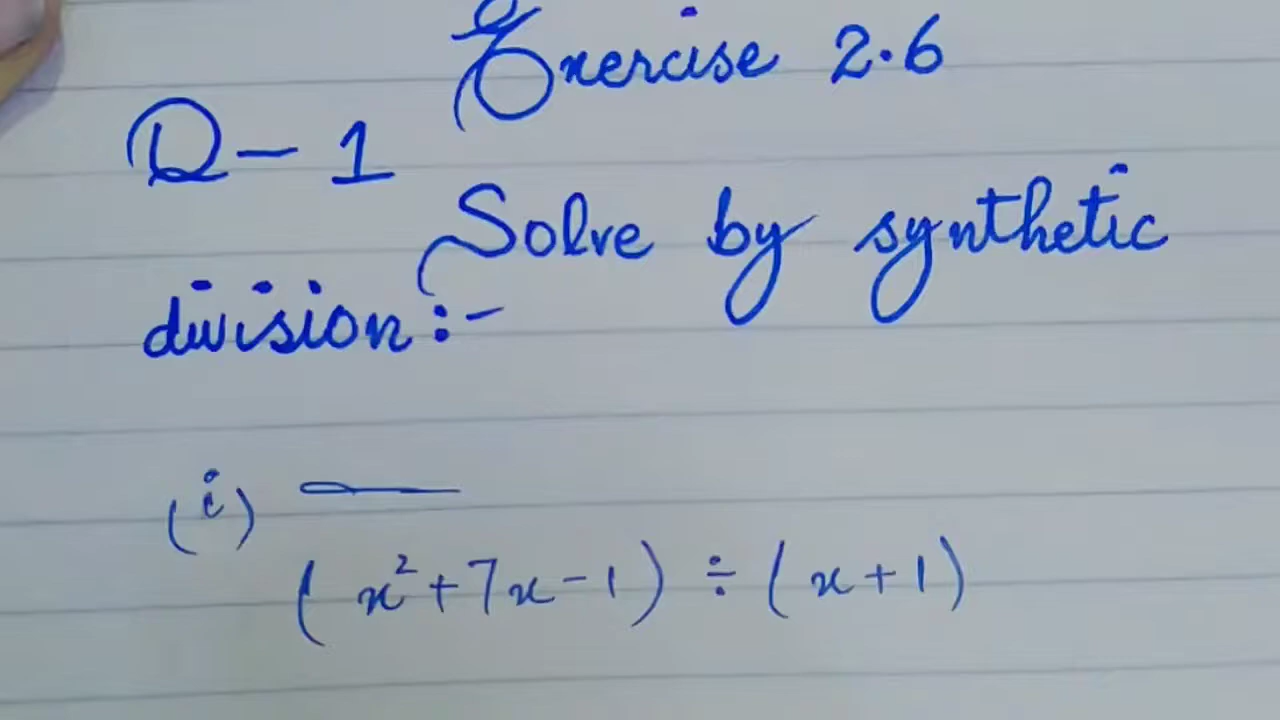 Exercise 2.6
Q-1
Solve by synthetic
division:-
(i)
(x²+7x-1) ÷ (x+1)